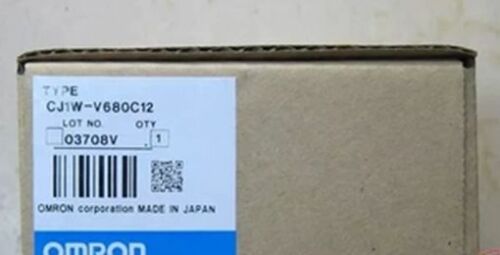 TYPE
CJ1W-V680C12
LOT NO. QTY
03708V 1
OMRON corporation MADE IN JAPAN
OMRON